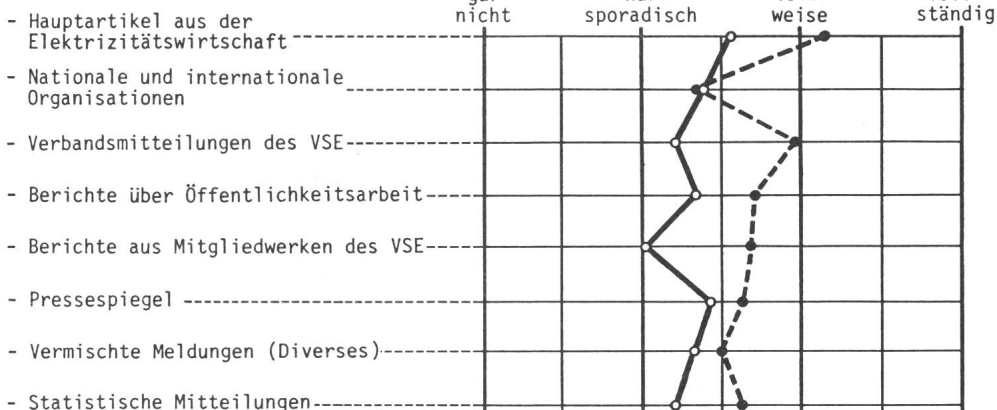 nicht sporadisch weise ständig
- Hauptartikel aus der
Elektrizitätswirtschaft
- Nationale und internationale
Organisationen
- Verbandsmitteilungen des VSE
- Berichte über Öffentlichkeitsarbeit
- Berichte aus Mitgliedwerken des VSE
- Pressespiegel
- Vermischte Meldungen (Diverses)
- Statistische Mitteilungen